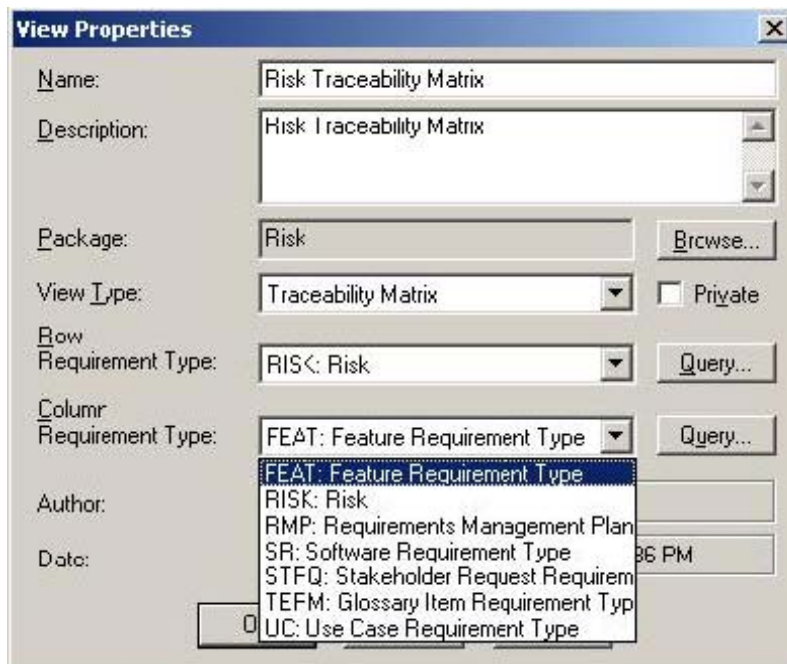 View Properties
Name: Risk Traceability Matrix
Description: Risk Traceability Matrix
Package: Risk Browse...
View Type: Traceability Matrix Private
Row
Requirement Type: RISK: Risk Query...
Column
Requirement Type: FEAT: Feature Requirement Type Query...
FEAT: Feature Requirement Type
RISK: Risk
Author:
RMP: Requirements Management Plan
SR: Software Requirement Type
Date: 36 PM
STFQ: Stakeholder Request Requirem
TEFM: Glossary Item Requirement Typ
UC: Use Case Requirement Type